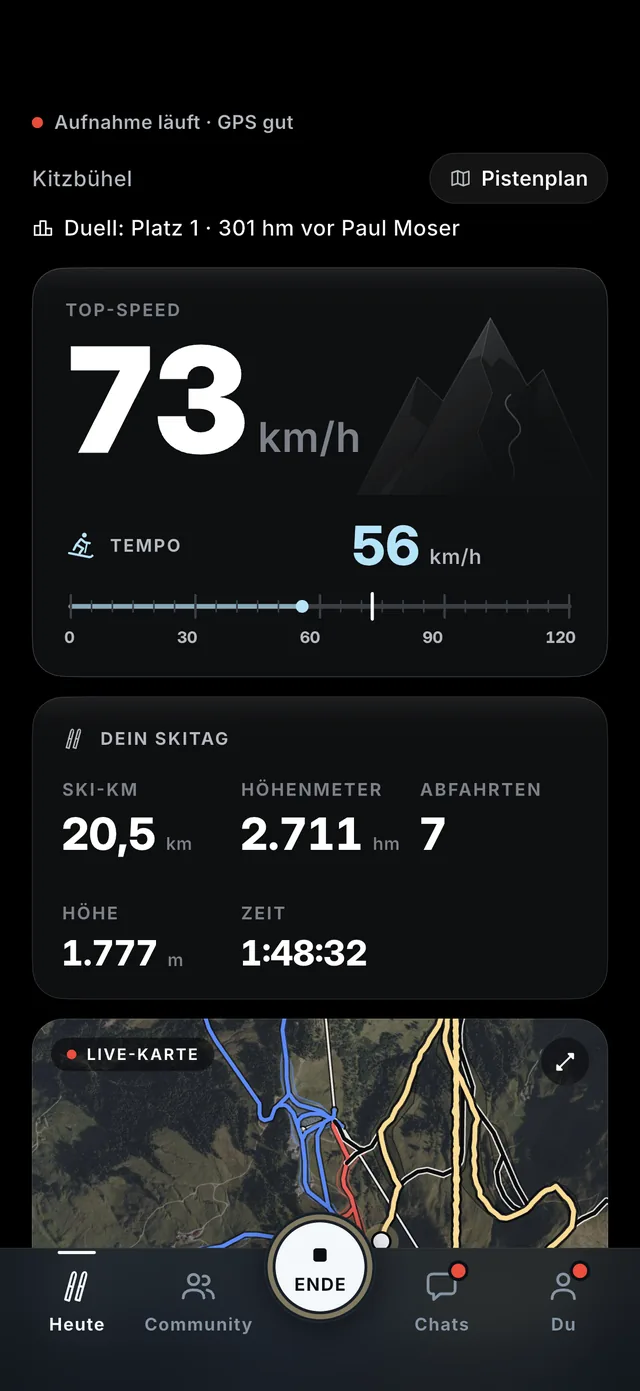 Aufnahme läuft · GPS gut
Kitzbühel
Pistenplan
Duell: Platz 1 · 301 hm vor Paul Moser
TOP-SPEED
73 km/h
TEMPO
56 km/h
0 30 60 90 120
DEIN SKITAG
SKI-KM HÖHENMETER ABFAHRTEN
20,5 km 2.711 hm 7
HÖHE ZEIT
1.777 m 1:48:32
LIVE-KARTE
ENDE
Heute Community Chats Du